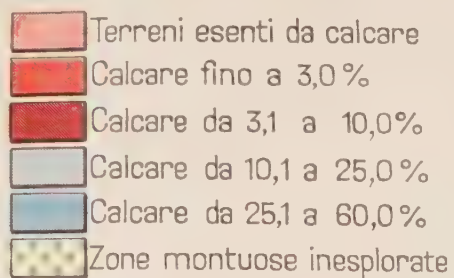 Terreni esenti da calcare
Calcare fino a 3,0 %
Calcare da 3,1 a 10,0%
Calcare da 10,1 a 25,0 %
Calcare da 25,1 a 60,0 %
Zone montuose inesplorate